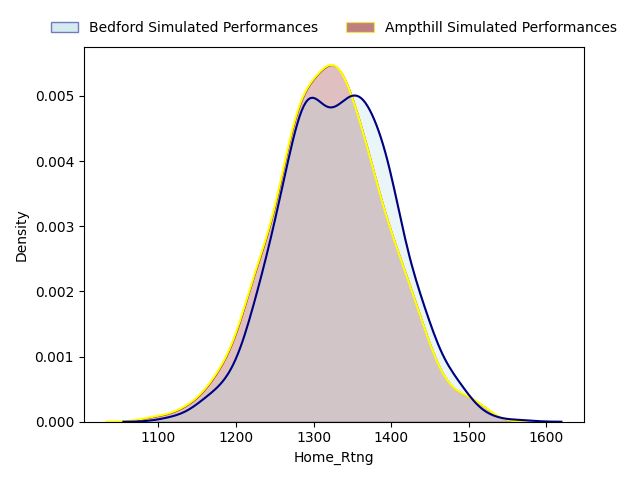 Bedford Simulated Performances
Ampthill Simulated Performances
Density
0.005
0.004
0.003
0.002
0.001
0.000
1100 1200 1300 1400 1500 1600
Home_Rtng